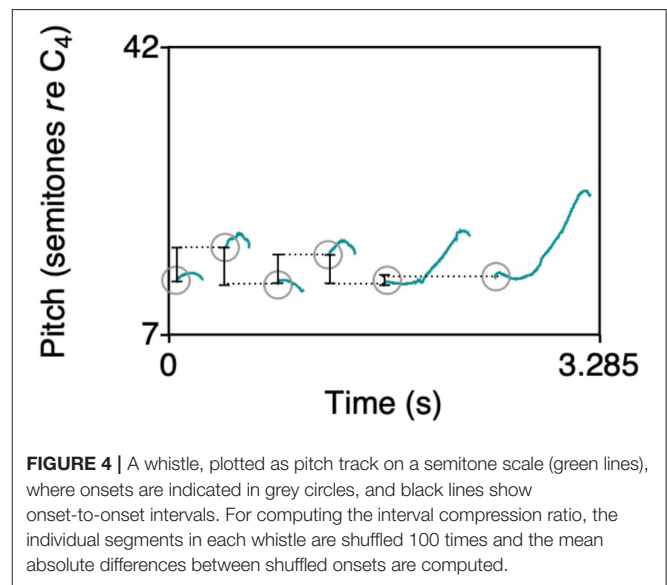 42
Pitch (semitones re C4)
7
0
3.285
Time (s)
FIGURE 4 | A whistle, plotted as pitch track on a semitone scale (green lines),
where onsets are indicated in grey circles, and black lines show
onset-to-onset intervals. For computing the interval compression ratio, the
individual segments in each whistle are shuffled 100 times and the mean
absolute differences between shuffled onsets are computed.